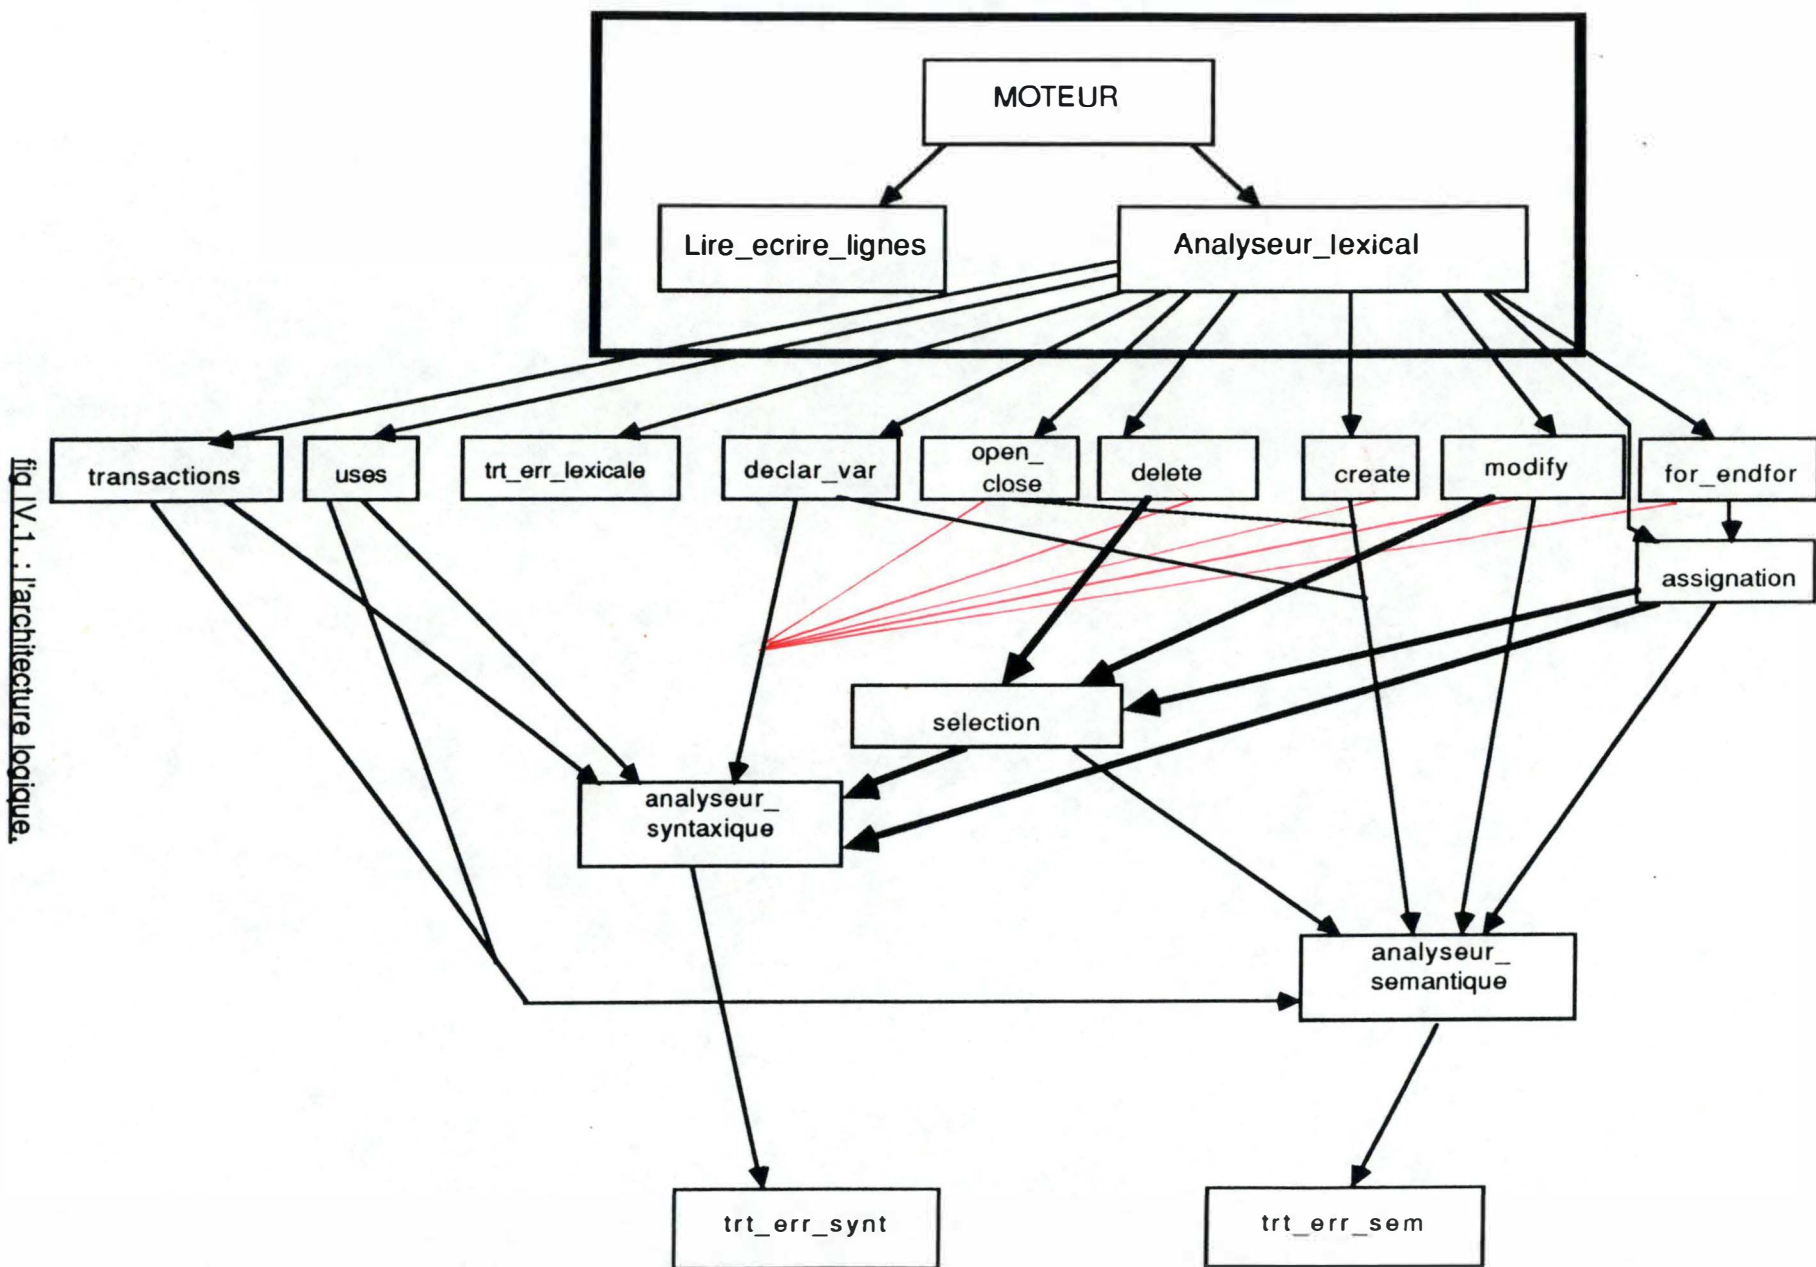 MOTEUR
Lire_ecrire_lignes
Analyseur_lexical
transactions
uses
trt_err_lexicale
declar_var
open_
close
delete
create
modify
for_endfor
assignation
selection
analyseur_
syntaxique
analyseur_
semantique
trt_err_synt
trt_err_sem
fig IV.1. : l'architecture logique.